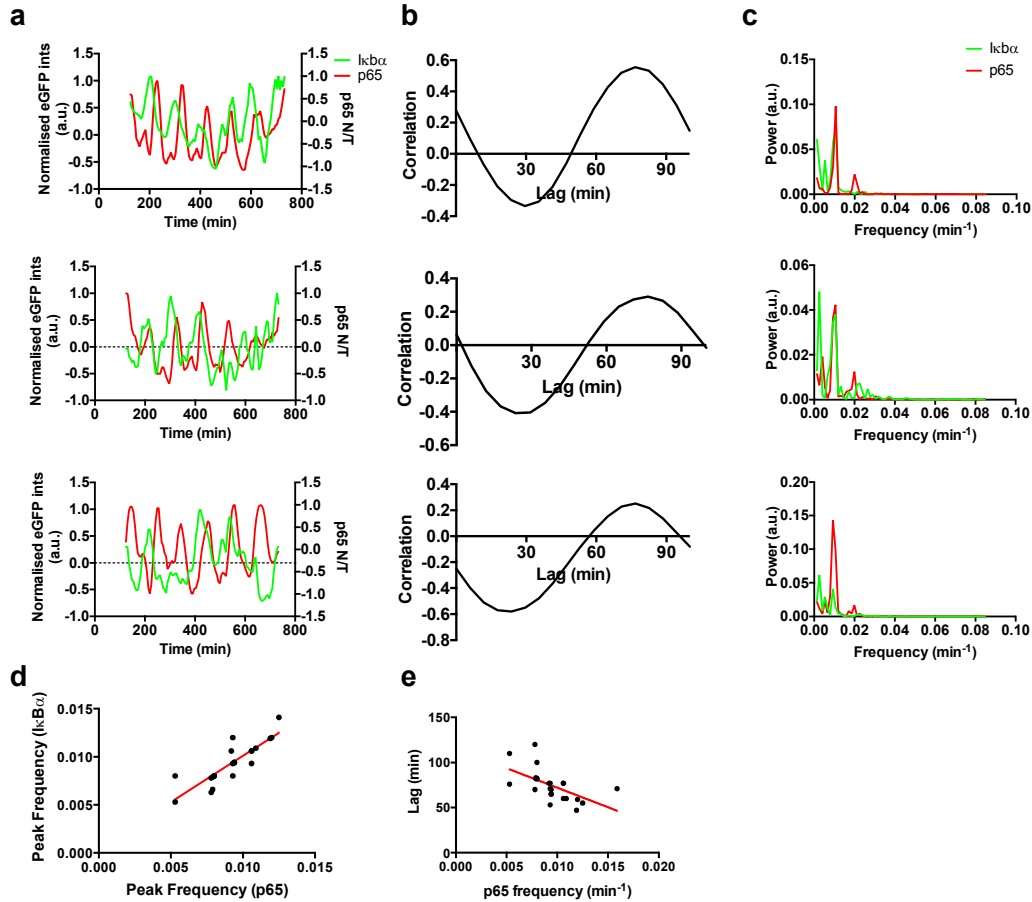 a
b
c
Normalised eGFP ints
(a.u.)
1.5
1.0
0.5
0.0
-0.5
-1.0
1.5
1.0
0.5
0.0
-0.5
-1.0
-1.5
p65 N/T
Iκbα
p65
0 200 400 600 800
Time (min)
Correlation
0.6
0.4
0.2
0.0
-0.2
-0.4
30 60 90
Lag (min)
Power (a.u.)
0.15
0.10
0.05
0.00
Iκbα
p65
0.00 0.02 0.04 0.06 0.08 0.10
Frequency (min-1)
Normalised eGFP ints
(a.u.)
1.5
1.0
0.5
0.0
-0.5
-1.0
1.5
1.0
0.5
0.0
-0.5
-1.0
p65 N/T
0 200 400 600 800
Time (min)
Correlation
0.6
0.4
0.2
0.0
-0.2
-0.4
-0.6
30 60 90
Lag (min)
Power (a.u.)
0.06
0.04
0.02
0.00
0.00 0.02 0.04 0.06 0.08 0.10
Frequency (min-1)
Normalised eGFP ints
(a.u.)
1.5
1.0
0.5
0.0
-0.5
-1.0
1.5
1.0
0.5
0.0
-0.5
-1.0
-1.5
p65 N/T
0 200 400 600 800
Time (min)
Correlation
0.4
0.2
0.0
-0.2
-0.4
-0.6
-0.8
30 60 90
Lag (min)
Power (a.u.)
0.20
0.15
0.10
0.05
0.00
0.00 0.02 0.04 0.06 0.08 0.10
Frequency (min-1)
d
Peak Frequency (IκBα)
0.015
0.010
0.005
0.000
0.000 0.005 0.010 0.015
Peak Frequency (p65)
e
Lag (min)
150
100
50
0
0.000 0.005 0.010 0.015 0.020
p65 frequency (min-1)